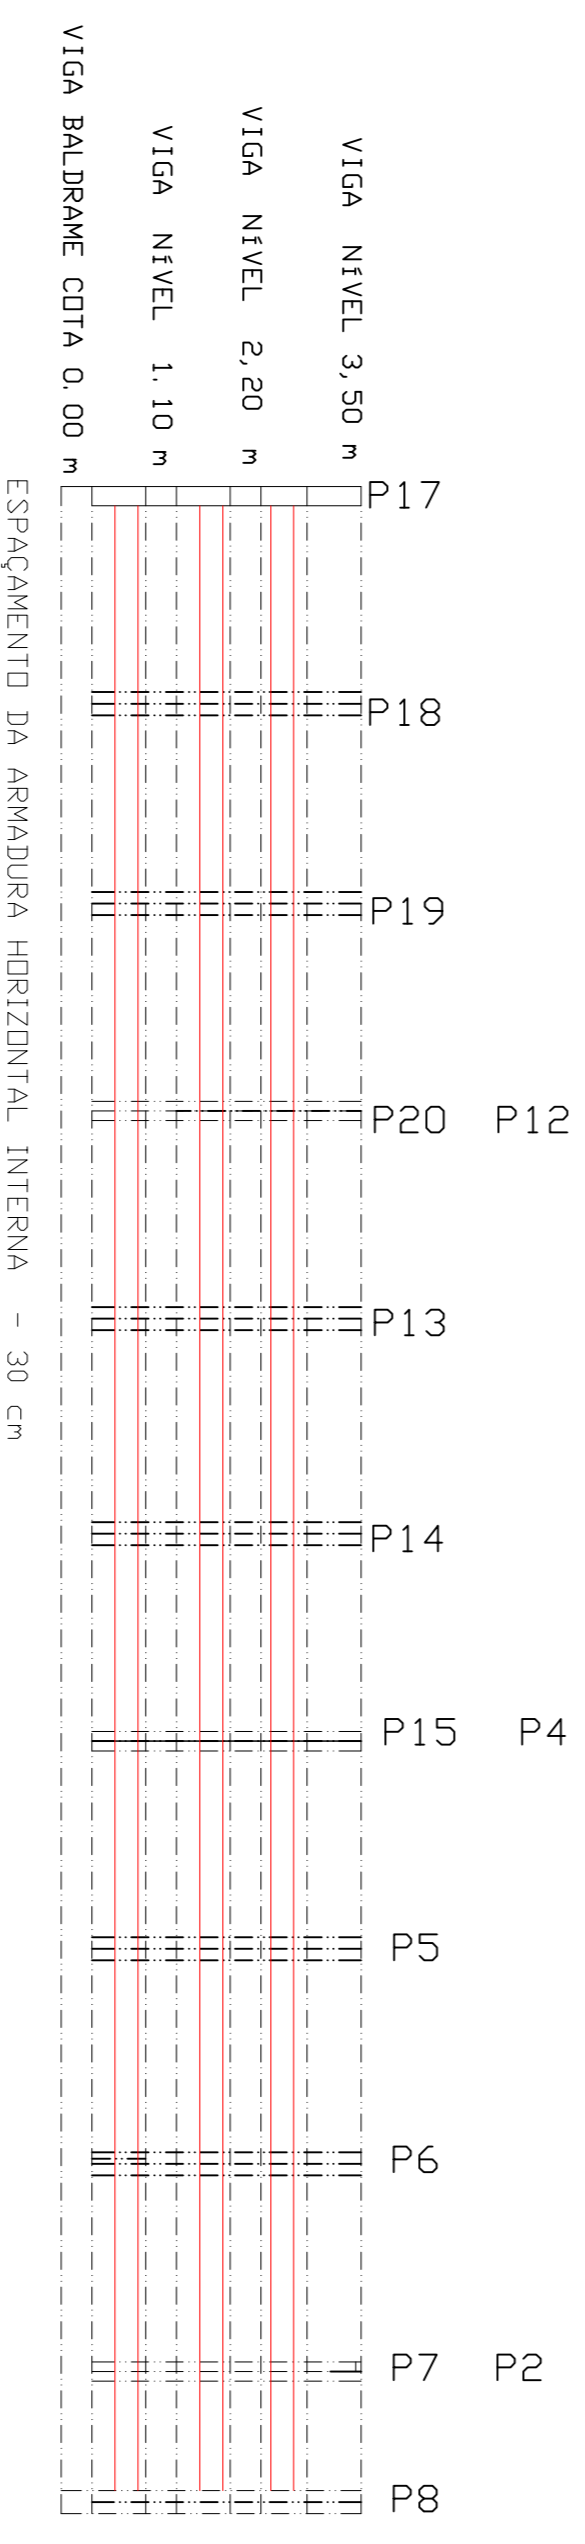 VIGA NÍVEL 3,50 m
VIGA NÍVEL 2,20 m
VIGA NÍVEL 1.10 m
VIGA BALDRAME COTA 0.00 m
P17
P18
P19
P20 P12
P13
P14
P15 P4
P5
P6
P7 P2
P8
ESPAÇAMENTO DA ARMADURA HORIZONTAL INTERNA - 30 cm